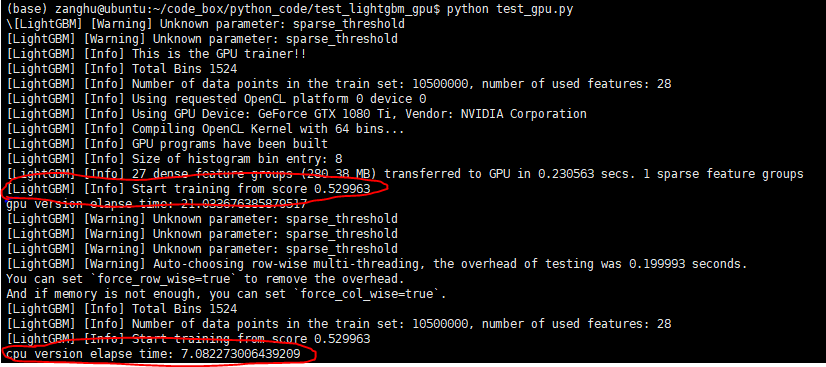 (base) zanghu@ubuntu:~/code_box/python_code/test_lightgbm_gpu$ python test_gpu.py
\[LightGBM] [Warning] Unknown parameter: sparse_threshold
[LightGBM] [Warning] Unknown parameter: sparse_threshold
[LightGBM] [Info] This is the GPU trainer!!
[LightGBM] [Info] Total Bins 1524
[LightGBM] [Info] Number of data points in the train set: 10500000, number of used features: 28
[LightGBM] [Info] Using requested OpenCL platform 0 device 0
[LightGBM] [Info] Using GPU Device: GeForce GTX 1080 Ti, Vendor: NVIDIA Corporation
[LightGBM] [Info] Compiling OpenCL Kernel with 64 bins...
[LightGBM] [Info] GPU programs have been built
[LightGBM] [Info] Size of histogram bin entry: 8
[LightGBM] [Info] 27 dense feature groups (280.38 MB) transferred to GPU in 0.230563 secs. 1 sparse feature groups
[LightGBM] [Info] Start training from score 0.529963
gpu version elapse time: 21.033676385879517
[LightGBM] [Warning] Unknown parameter: sparse_threshold
[LightGBM] [Warning] Unknown parameter: sparse_threshold
[LightGBM] [Warning] Unknown parameter: sparse_threshold
[LightGBM] [Warning] Auto-choosing row-wise multi-threading, the overhead of testing was 0.199993 seconds.
You can set `force_row_wise=true` to remove the overhead.
And if memory is not enough, you can set `force_col_wise=true`.
[LightGBM] [Info] Total Bins 1524
[LightGBM] [Info] Number of data points in the train set: 10500000, number of used features: 28
[LightGBM] [Info] Start training from score 0.529963
cpu version elapse time: 7.082273006439209